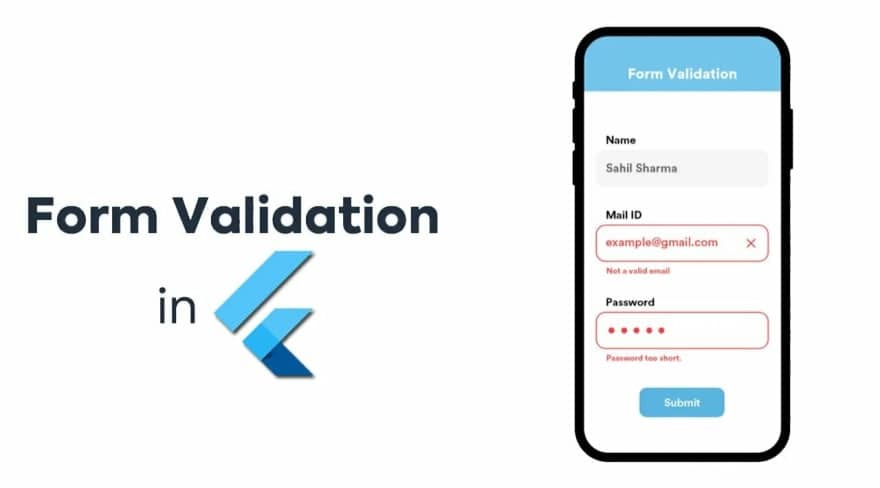 Form Validation
in
Form Validation
Name
Sahil Sharma
Mail ID
example@gmail.com
Not a valid email
Password
Password too short.
Submit